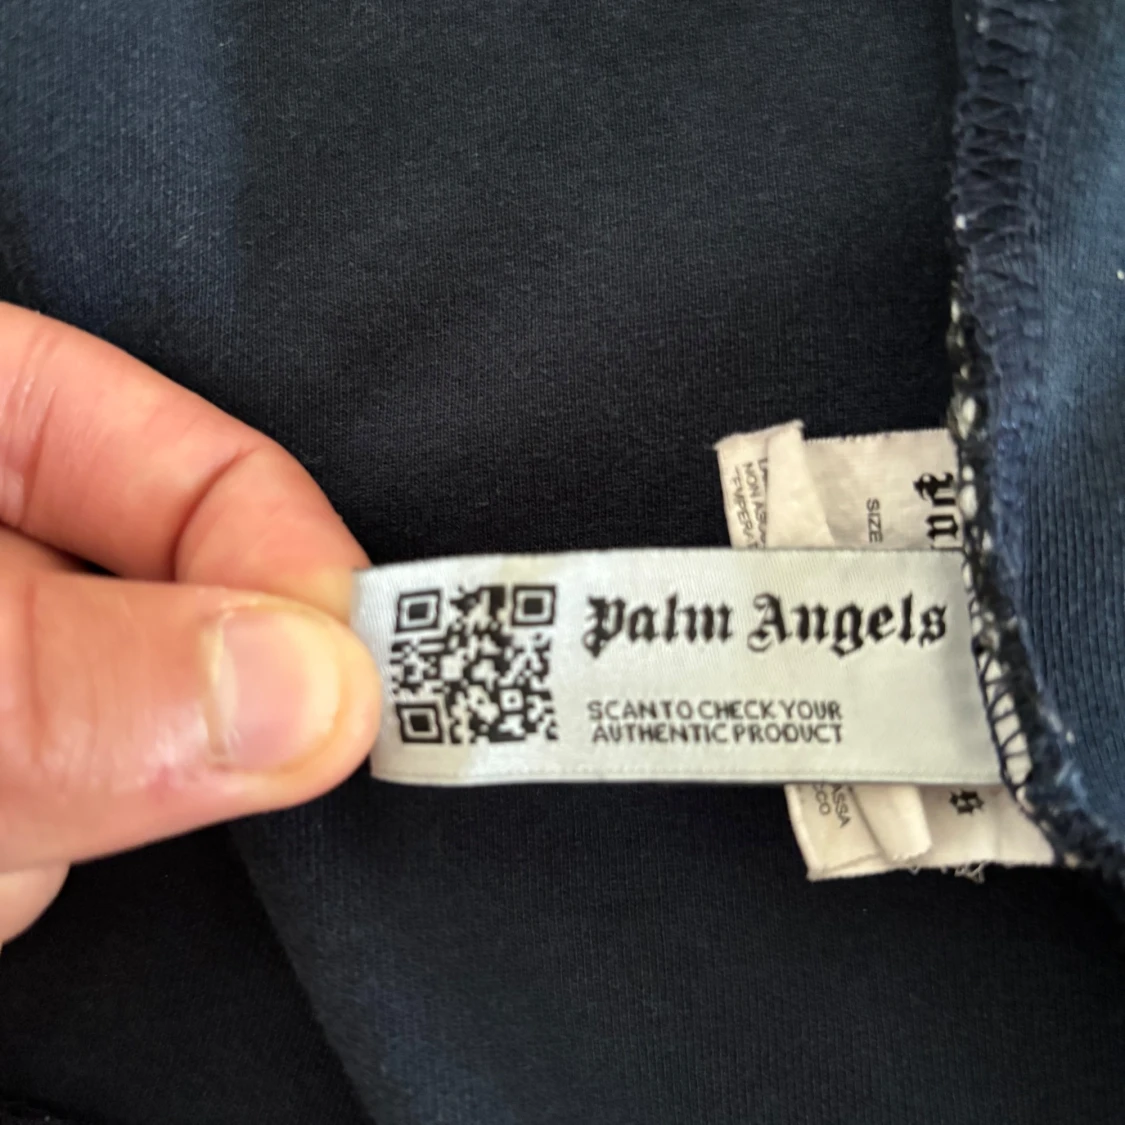 SIZE
Palm Angels
SCAN TO CHECK YOUR
AUTHENTIC PRODUCT